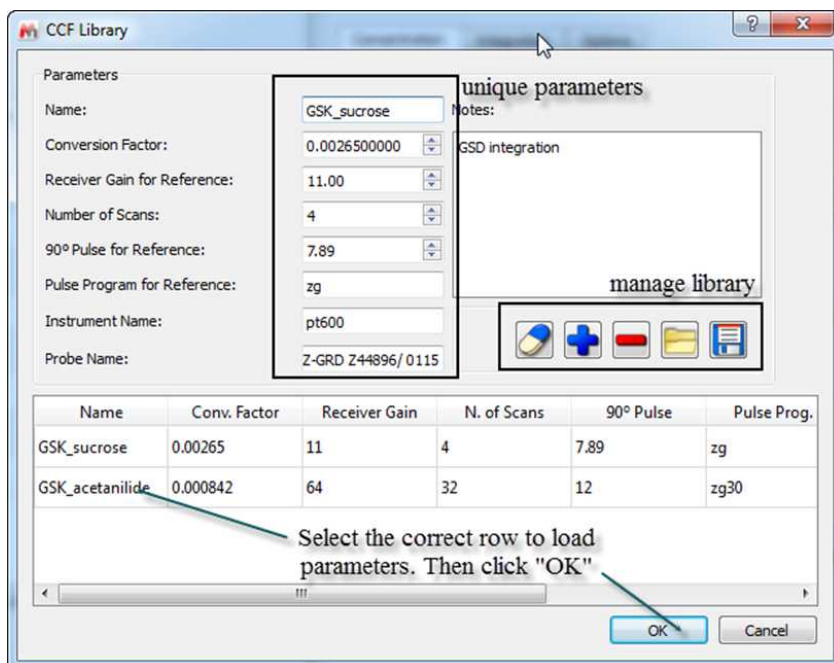 CCF Library
Parameters
unique parameters
Name:
GSK_sucrose
Notes:
Conversion Factor:
0.0026500000
GSD integration
Receiver Gain for Reference:
11.00
Number of Scans:
4
90º Pulse for Reference:
7.89
Pulse Program for Reference:
zg
manage library
Instrument Name:
pt600
Probe Name:
Z-GRD Z44896/ 0115
Name Conv. Factor Receiver Gain N. of Scans 90º Pulse Pulse Prog.
GSK_sucrose 0.00265 11 4 7.89 zg
GSK_acetanilide 0.000842 64 32 12 zg30
Select the correct row to load
parameters. Then click "OK"
OK Cancel